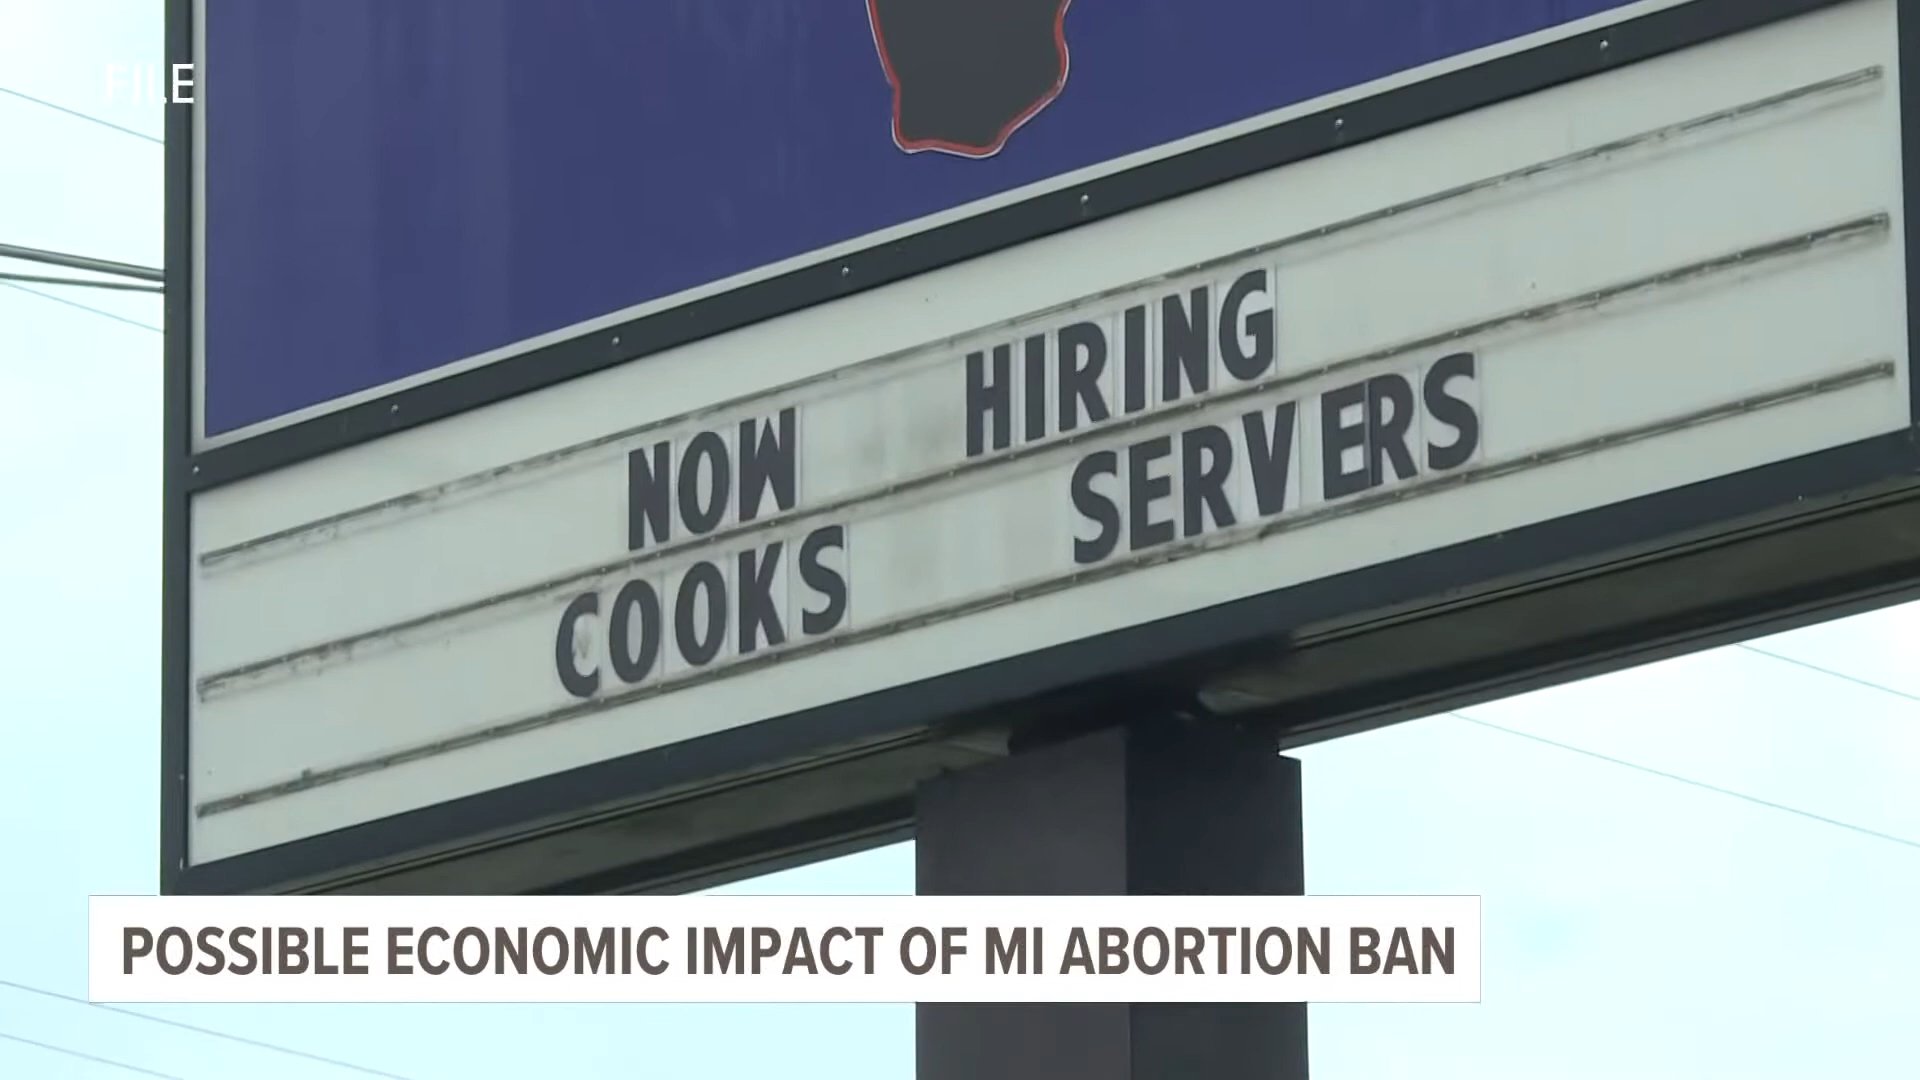 FILE
NOW HIRING
COOKS SERVERS
POSSIBLE ECONOMIC IMPACT OF MI ABORTION BAN